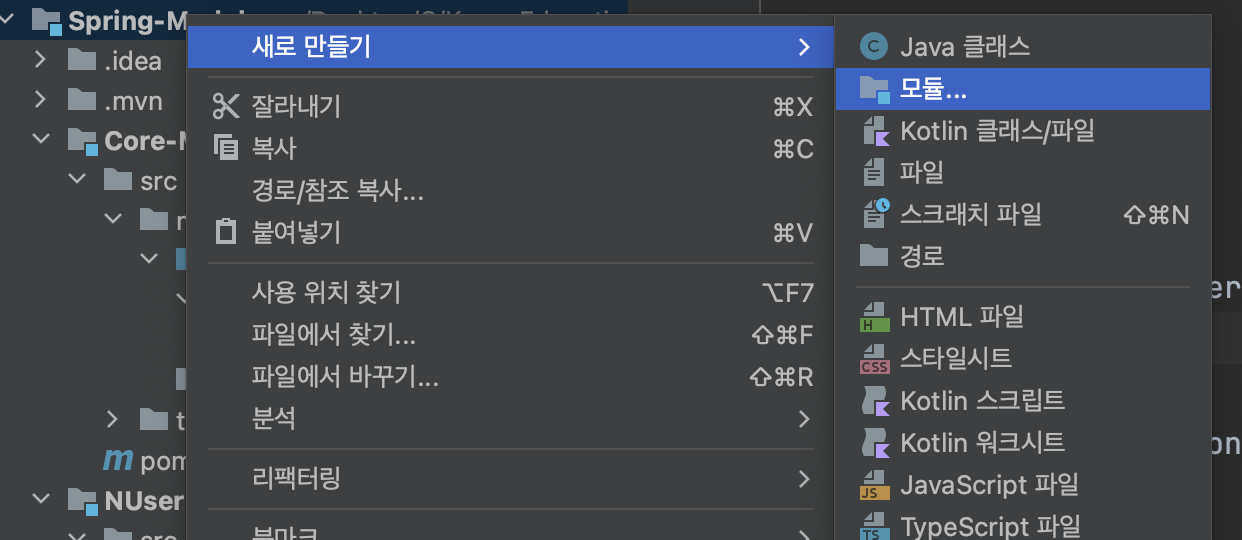 Spring-M
.idea
.mvn
Core-M
src
pom
NUser
새로 만들기
잘라내기 ⌘X
복사 ⌘C
경로/참조 복사...
붙여넣기 ⌘V
사용 위치 찾기 ⌥F7
파일에서 찾기... ⇧⌘F
파일에서 바꾸기... ⇧⌘R
분석
리팩터링
북마크
Java 클래스
모듈...
Kotlin 클래스/파일
파일
스크래치 파일 ⇧⌘N
경로
HTML 파일
스타일시트
Kotlin 스크립트
Kotlin 워크시트
JavaScript 파일
TypeScript 파일